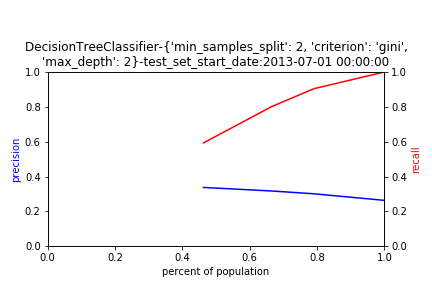 DecisionTreeClassifier-{'min_samples_split': 2, 'criterion': 'gini',
'max_depth': 2}-test_set_start_date:2013-07-01 00:00:00
1.0
0.8
0.6
0.4
0.2
0.0
precision
1.0
0.8
0.6
0.4
0.2
0.0
recall
0.0 0.2 0.4 0.6 0.8 1.0
percent of population